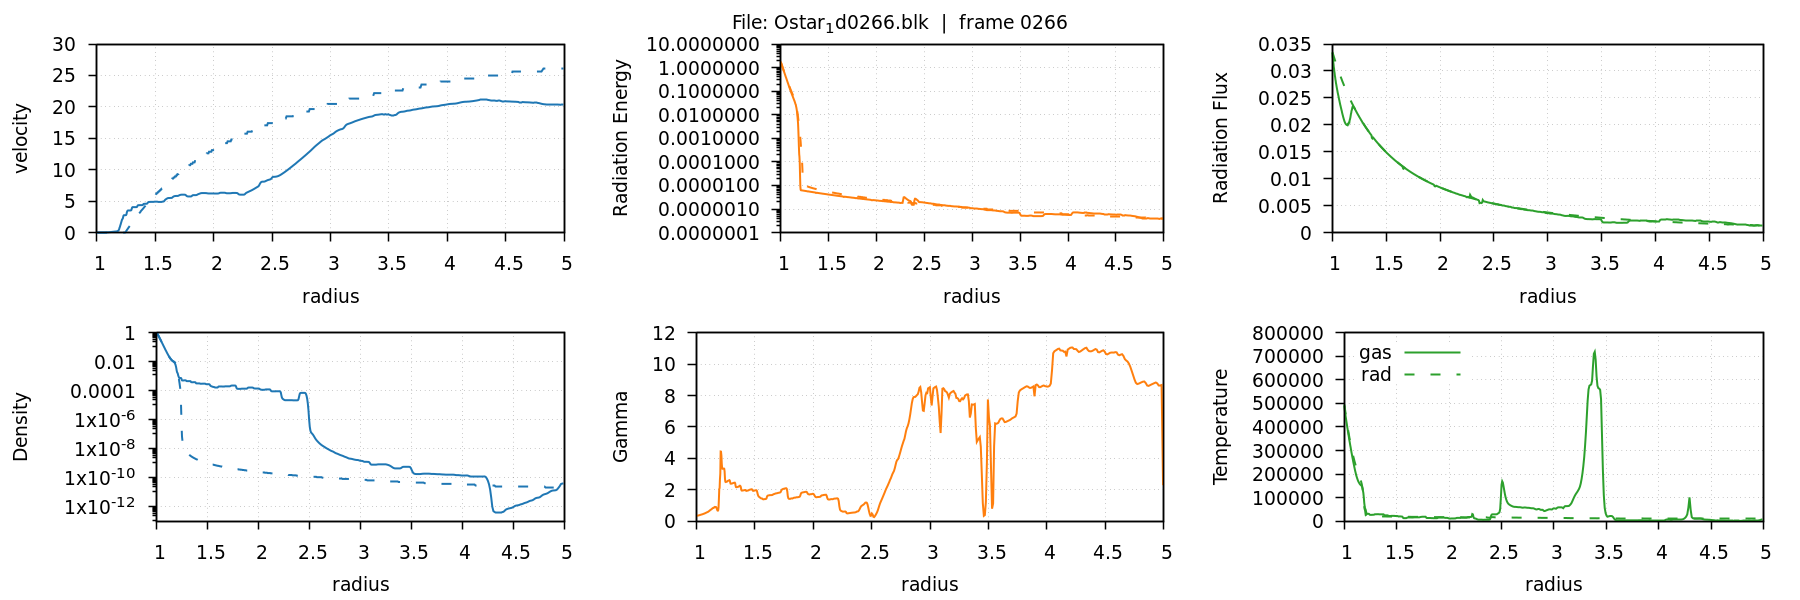 File: Ostar₁d0266.blk | frame 0266
velocity
30
25
20
15
10
5
0
1 1.5 2 2.5 3 3.5 4 4.5 5
radius
Radiation Energy
10.0000000
1.0000000
0.1000000
0.0100000
0.0010000
0.0001000
0.0000100
0.0000010
0.0000001
1 1.5 2 2.5 3 3.5 4 4.5 5
radius
Radiation Flux
0.035
0.03
0.025
0.02
0.015
0.01
0.005
0
1 1.5 2 2.5 3 3.5 4 4.5 5
radius
Density
1
0.01
0.0001
1x10⁻⁶
1x10⁻⁸
1x10⁻¹⁰
1x10⁻¹²
1 1.5 2 2.5 3 3.5 4 4.5 5
radius
Gamma
12
10
8
6
4
2
0
1 1.5 2 2.5 3 3.5 4 4.5 5
radius
Temperature
800000
700000
600000
500000
400000
300000
200000
100000
0
gas
rad
1 1.5 2 2.5 3 3.5 4 4.5 5
radius